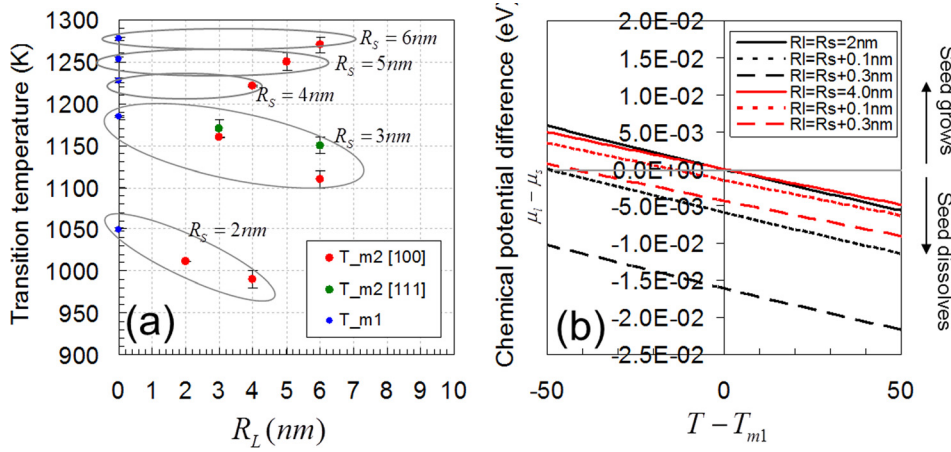 Transition temperature (K)
1300
1250
1200
1150
1100
1050
1000
950
900
0 1 2 3 4 5 6 7 8 9 10
R_L (nm)
R_S = 6nm
R_S = 5nm
R_S = 4nm
R_S = 3nm
R_S = 2nm
T_m2 [100]
T_m2 [111]
T_m1
(a)
Chemical potential difference (eV)
μ_l − μ_s
2.0E-02
1.5E-02
1.0E-02
5.0E-03
0.0E+00
-5.0E-03
-1.0E-02
-1.5E-02
-2.0E-02
-2.5E-02
-50 0 50
T − T_m1
Rl=Rs=2nm
Rl=Rs+0.1nm
Rl=Rs+0.3nm
Rl=Rs=4.0nm
Rl=Rs+0.1nm
Rl=Rs+0.3nm
(b)
Seed grows
Seed dissolves